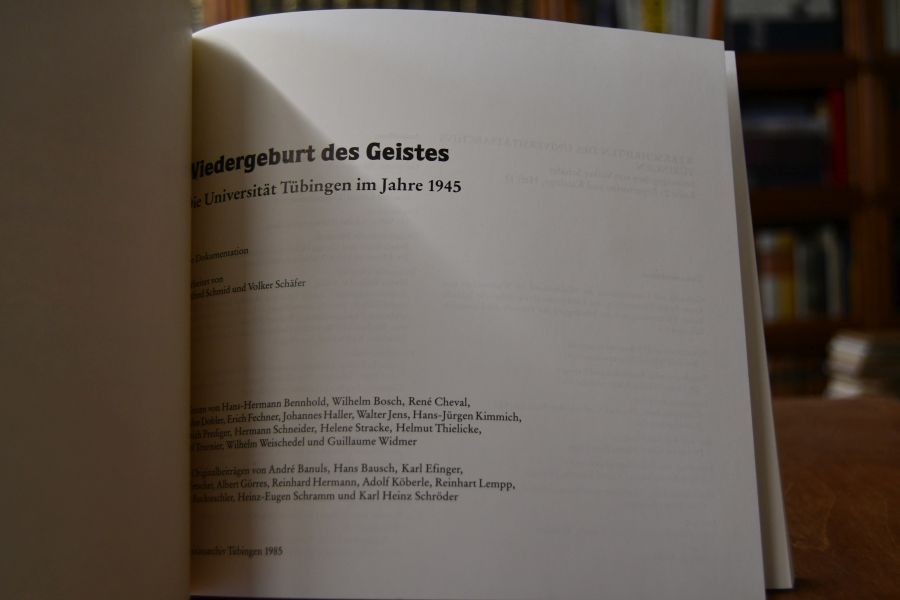 Wiedergeburt des Geistes
Die Universität Tübingen im Jahre 1945
Dokumentation
von
Schmid und Volker Schäfer
von Hans-Hermann Bennhold, Wilhelm Bosch, René Cheval,
Erich Fechner, Johannes Haller, Walter Jens, Hans-Jürgen Kimmich,
Hermann Schneider, Helene Stracke, Helmut Thielicke,
Wilhelm Weischedel und Guillaume Widmer
Originalbeiträgen von André Banuls, Hans Bausch, Karl Efinger,
Albert Görres, Reinhard Hermann, Adolf Köberle, Reinhart Lempp,
Heinz-Eugen Schramm und Karl Heinz Schröder
Tübingen 1985